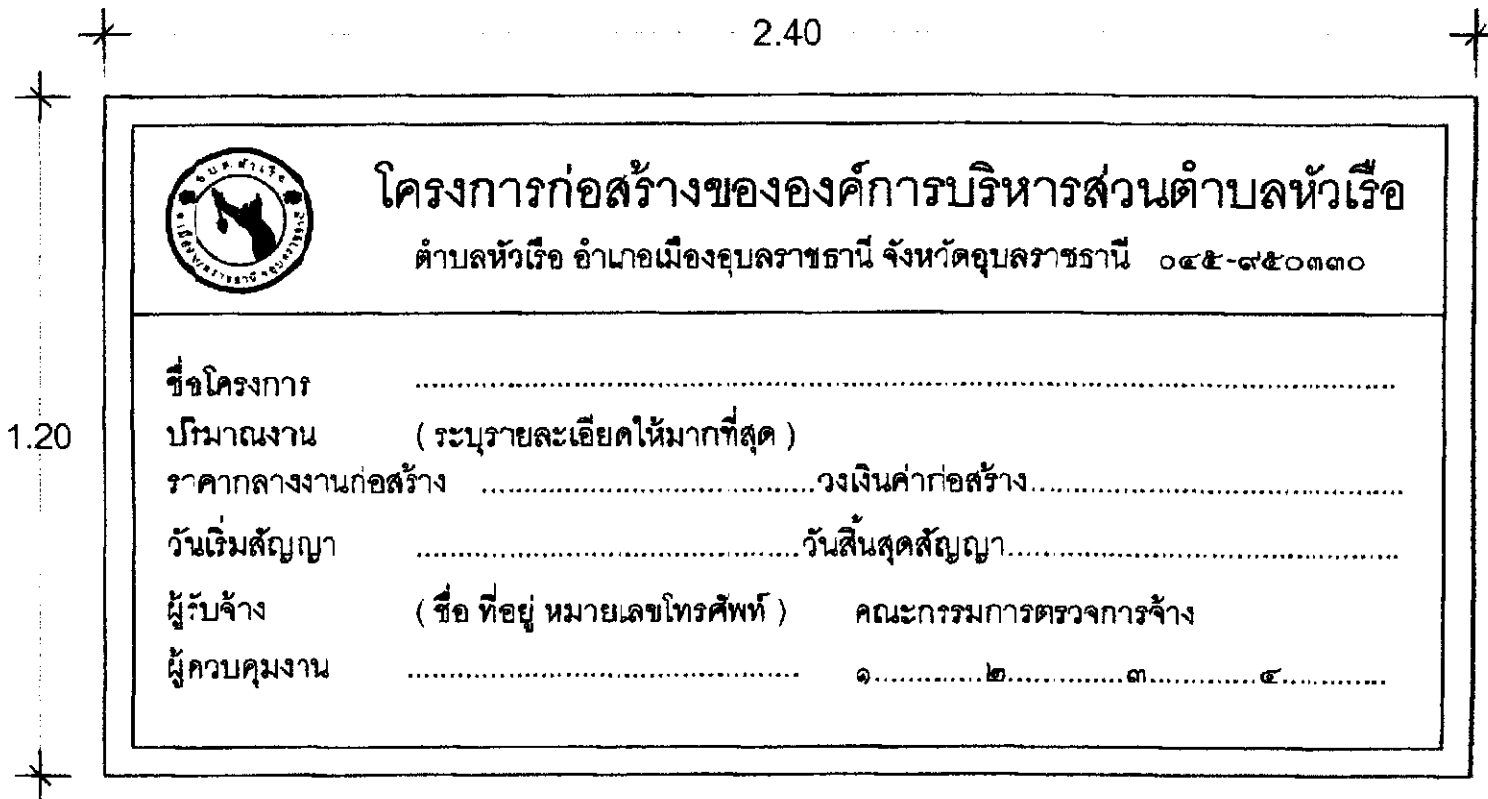 2.40
โครงการก่อสร้างขององค์การบริหารส่วนตำบลหัวเรือ
ตำบลหัวเรือ อำเภอเมืองอุบลราชธานี จังหวัดอุบลราชธานี ๐๔๕-๙๕๐๓๓๐
ชื่อโครงการ ........................................
1.20
ปริมาณงาน ( ระบุรายละเอียดให้มากที่สุด )
ราคากลางงานก่อสร้าง ....................วงเงินค่าก่อสร้าง....................
วันเริ่มสัญญา ....................วันสิ้นสุดสัญญา....................
ผู้รับจ้าง ( ชื่อ ที่อยู่ หมายเลขโทรศัพท์ ) คณะกรรมการตรวจการจ้าง
ผู้ควบคุมงาน .................... ๑.............๒..............๓.............๔.............